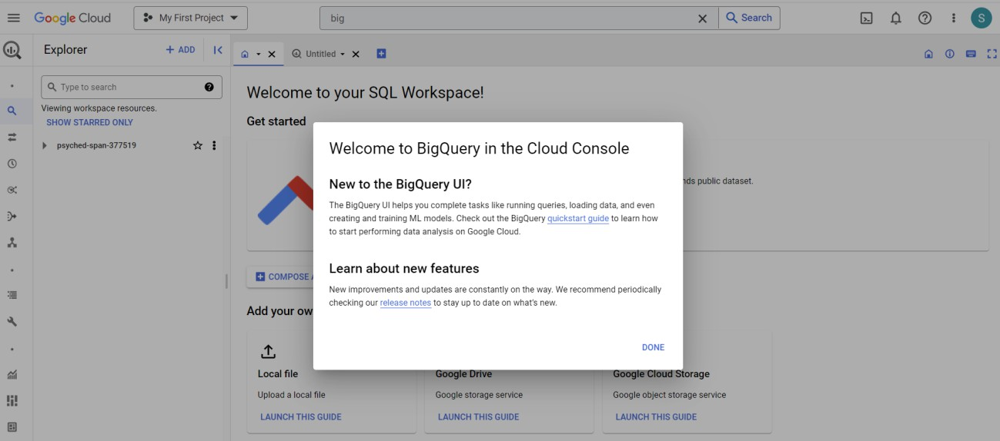 Google Cloud
My First Project
big
Search
S
Explorer
+ ADD
Untitled
Type to search
Viewing workspace resources.
SHOW STARRED ONLY
psyched-span-377519
Welcome to your SQL Workspace!
Get started
nds public dataset.
Welcome to BigQuery in the Cloud Console
New to the BigQuery UI?
The BigQuery UI helps you complete tasks like running queries, loading data, and even
creating and training ML models. Check out the BigQuery quickstart guide to learn how
to start performing data analysis on Google Cloud.
Learn about new features
New improvements and updates are constantly on the way. We recommend periodically
checking our release notes to stay up to date on what's new.
DONE
COMPOSE A
Add your ow
Local file
Upload a local file
LAUNCH THIS GUIDE
Google Drive
Google storage service
LAUNCH THIS GUIDE
Google Cloud Storage
Google object storage service
LAUNCH THIS GUIDE